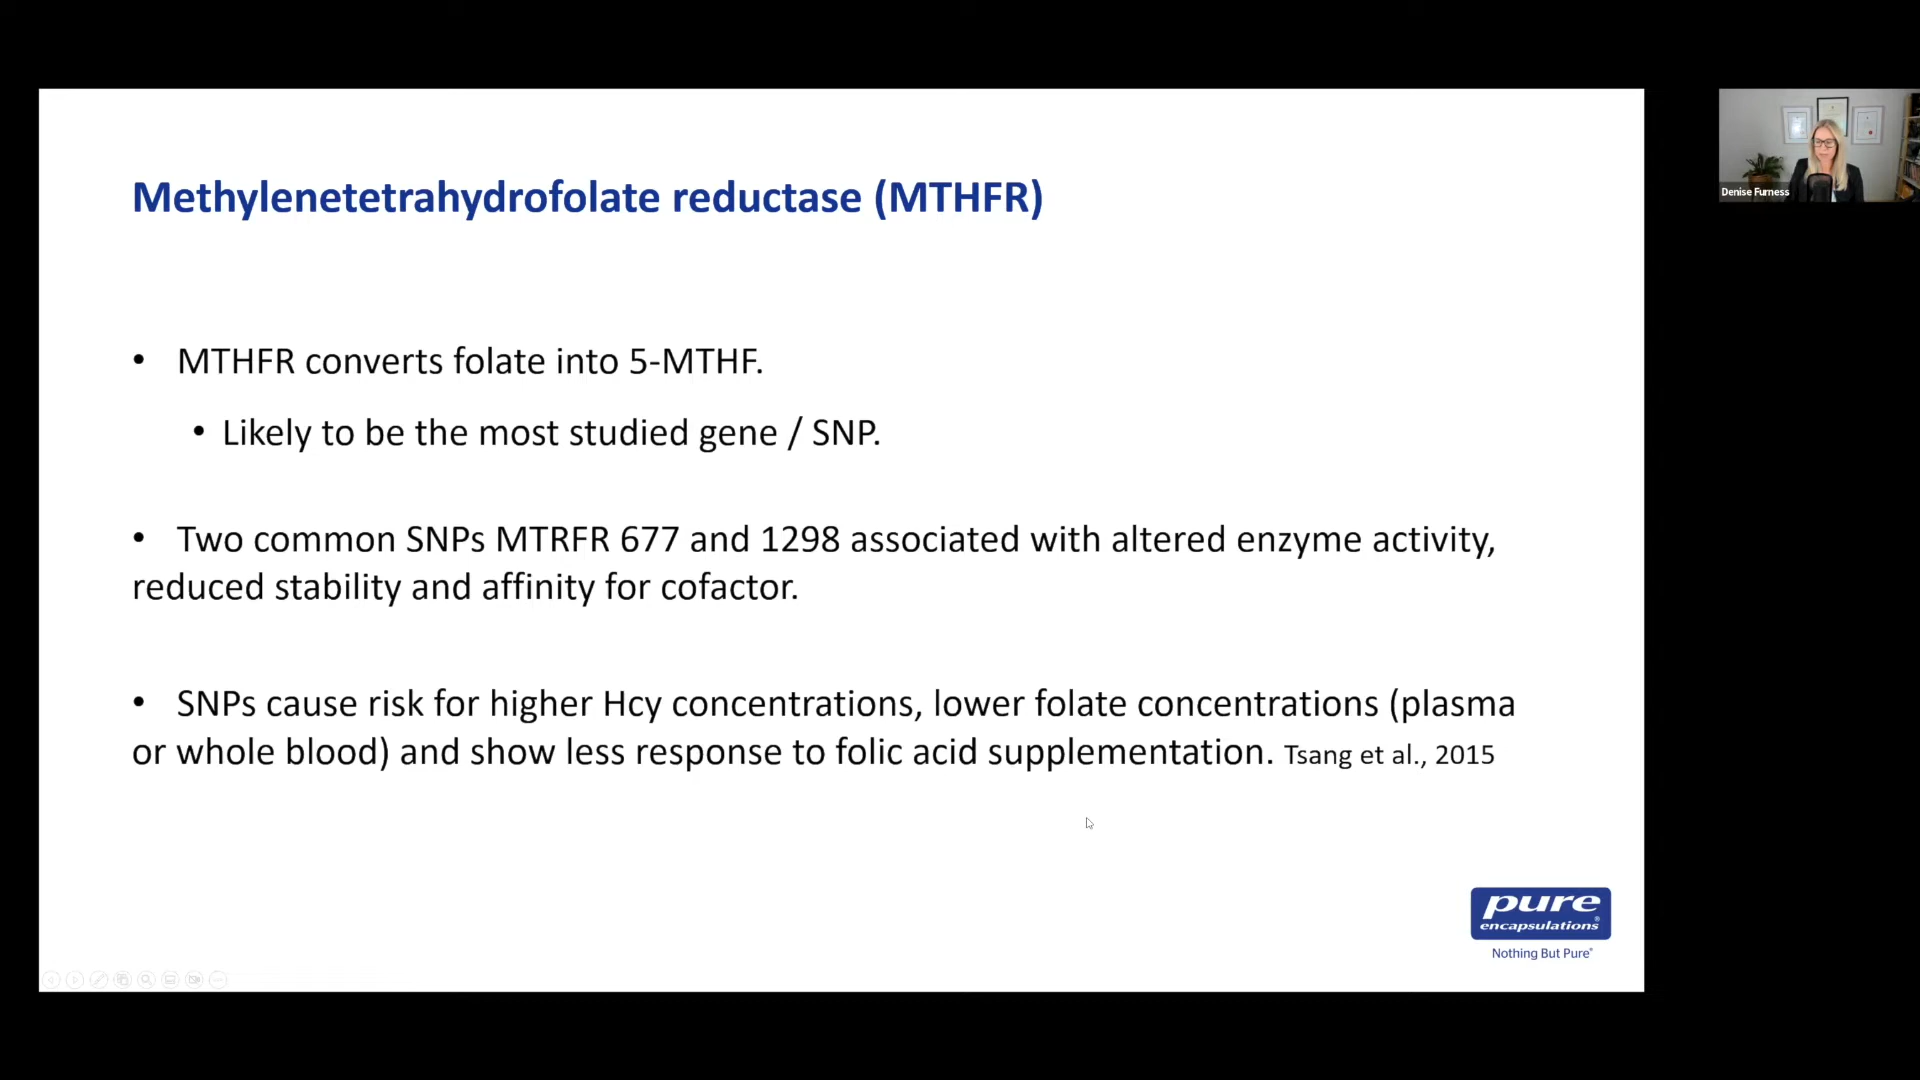 Methylenetetrahydrofolate reductase (MTHFR)
• MTHFR converts folate into 5-MTHF.
• Likely to be the most studied gene / SNP.
• Two common SNPs MTRFR 677 and 1298 associated with altered enzyme activity,
reduced stability and affinity for cofactor.
• SNPs cause risk for higher Hcy concentrations, lower folate concentrations (plasma
or whole blood) and show less response to folic acid supplementation. Tsang et al., 2015
pure
encapsulations®
Nothing But Pure®
Denise Furness